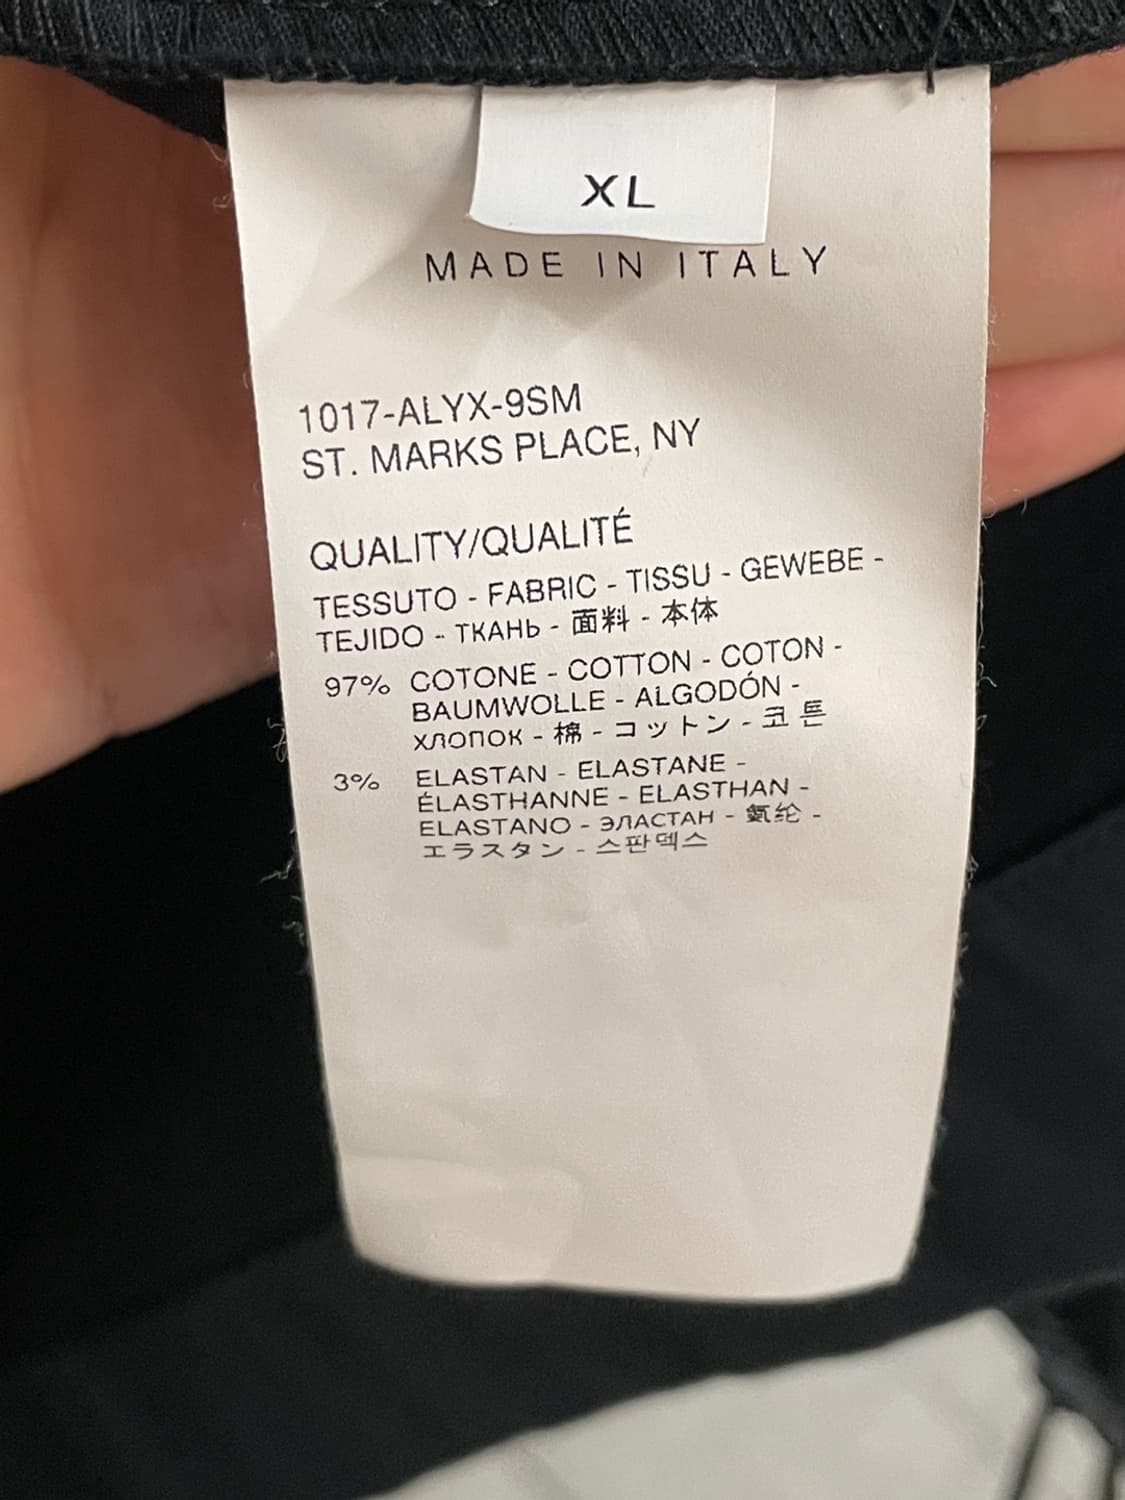 XL
MADE IN ITALY
1017-ALYX-9SM
ST. MARKS PLACE, NY
QUALITY/QUALITÉ
TESSUTO - FABRIC - TISSU - GEWEBE -
TEJIDO - ТКАНЬ - 面料 - 本体
97% COTONE - COTTON - COTON -
BAUMWOLLE - ALGODÓN -
ХЛОПОК - 棉 - コットン - 코튼
3% ELASTAN - ELASTANE -
ÉLASTHANNE - ELASTHAN -
ELASTANO - ЭЛАСТАН - 氨纶 -
エラスタン - 스판덱스